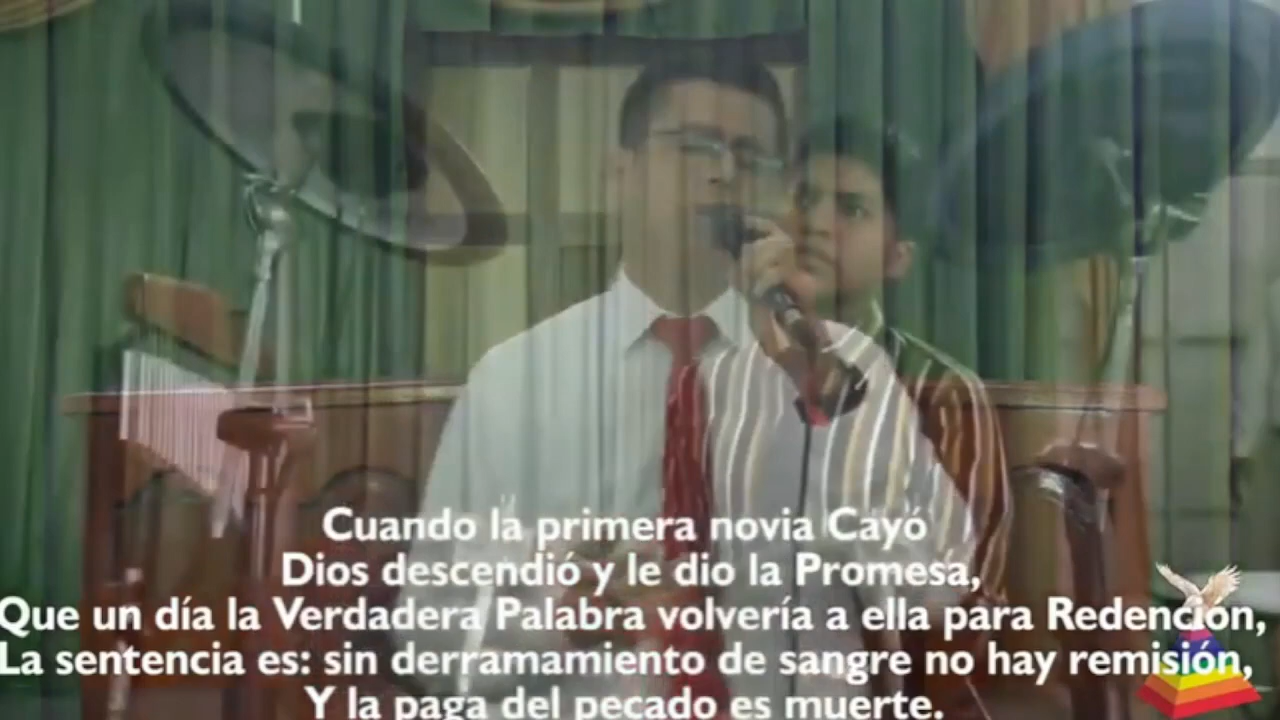 Cuando la primera novia Cayó
Dios descendió y le dio la Promesa,
Que un día la Verdadera Palabra volvería a ella para Redención,
La sentencia es: sin derramamiento de sangre no hay remisión,
Y la paga del pecado es muerte.